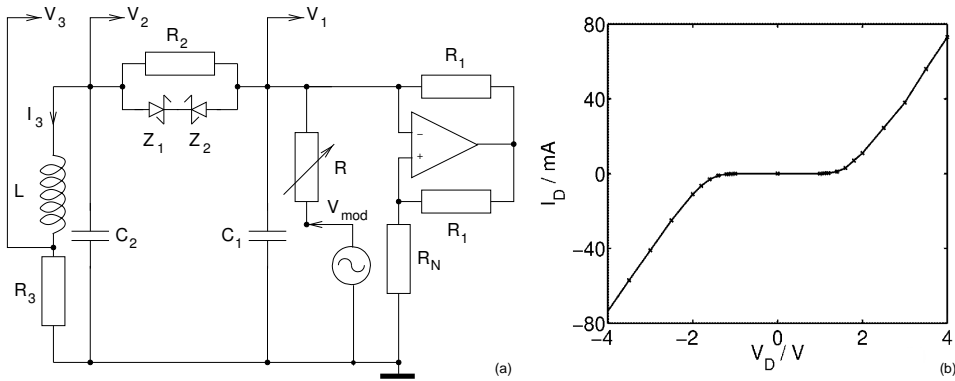 V3
V2
V1
R2
R1
I3
Z1 Z2
−
+
L
R
Vmod
R1
C2
C1
RN
R3
(a)
80
40
0
−40
−80
ID / mA
−4 −2 0 2 4
VD / V
(b)